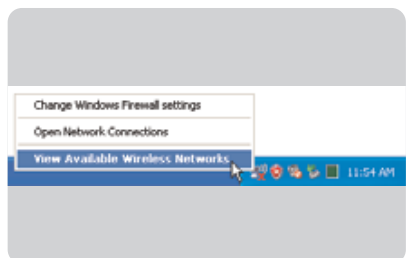 Change Windows Firewall settings
Open Network Connections
View Available Wireless Networks
11:54 AM